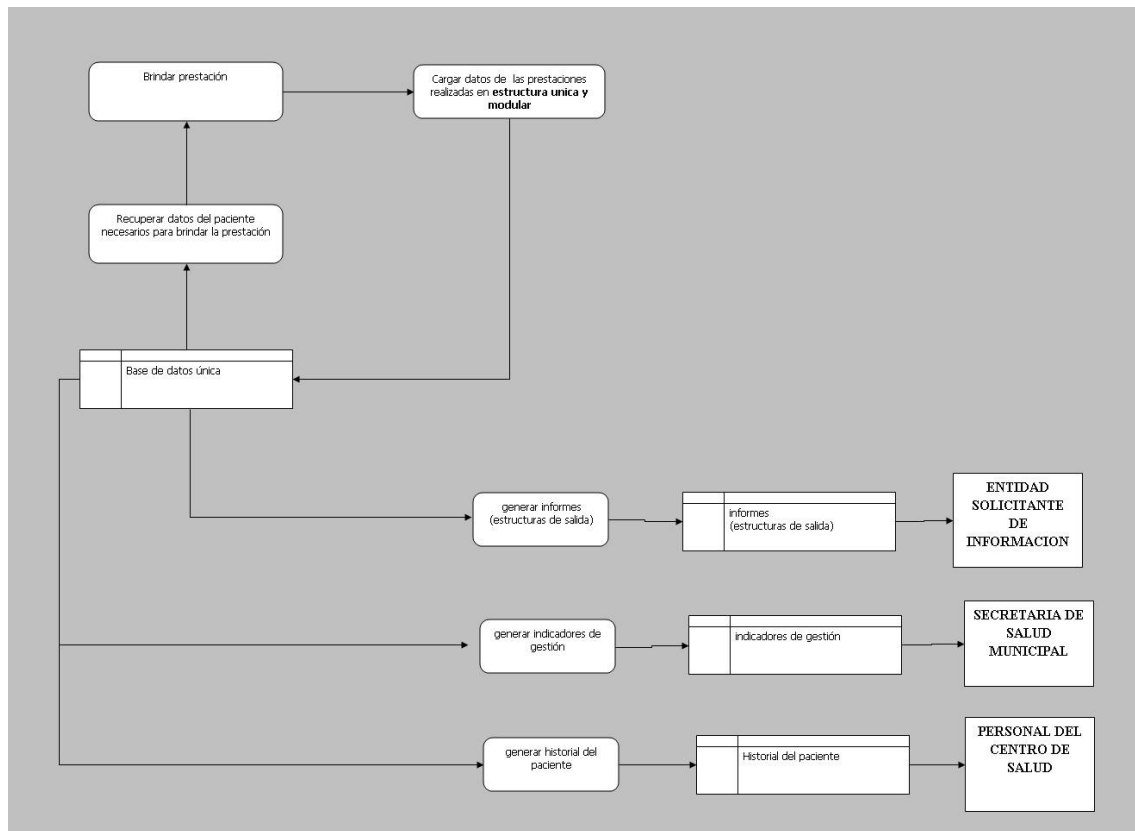 Brindar prestación
Cargar datos de las prestaciones
realizadas en estructura unica y
modular
Recuperar datos del paciente
necesarios para brindar la prestación
Base de datos única
generar informes
(estructuras de salida)
informes
(estructuras de salida)
ENTIDAD
SOLICITANTE
DE
INFORMACION
generar indicadores de
gestión
indicadores de gestión
SECRETARIA DE
SALUD
MUNICIPAL
generar historial del
paciente
Historial del paciente
PERSONAL DEL
CENTRO DE
SALUD